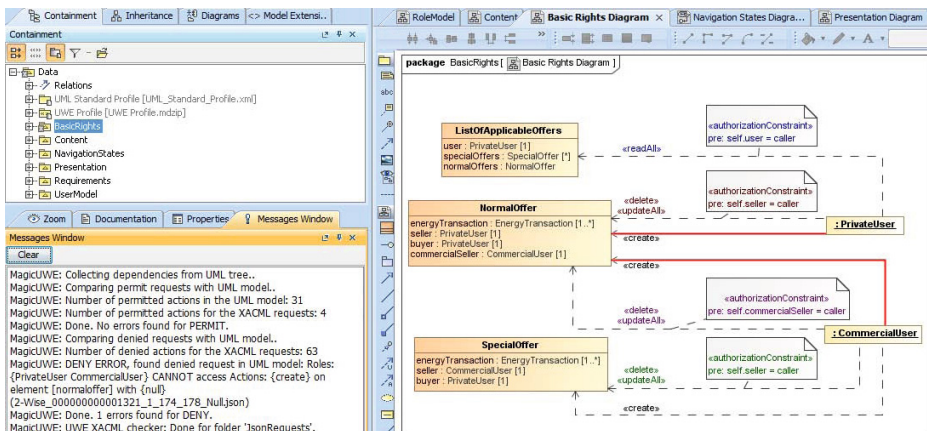 Containment
Inheritance
Diagrams
<> Model Extensi..
Containment
Data
Relations
UML Standard Profile [UML_Standard_Profile.xml]
UWE Profile [UWE Profile.mdzip]
BasicRights
Content
NavigationStates
Presentation
Requirements
UserModel
Zoom
Documentation
Properties
Messages Window
Messages Window
Clear
MagicUWE: Collecting dependencies from UML tree..
MagicUWE: Comparing permit requests with UML model..
MagicUWE: Number of permitted actions in the UML model: 31
MagicUWE: Number of permitted actions for the XACML requests: 4
MagicUWE: Done. No errors found for PERMIT.
MagicUWE: Comparing denied requests with UML model..
MagicUWE: Number of denied actions for the XACML requests: 63
MagicUWE: DENY ERROR, found denied request in UML model: Roles:
{PrivateUser CommercialUser} CANNOT access Actions: {create} on
element [normaloffer] with {null}
(2-Wise_000000000001321_1_174_178_Null.json)
MagicUWE: Done. 1 errors found for DENY.
MagicUWE: UWE XACML checker: Done for folder 'JsonRequests'.
RoleModel
Content
Basic Rights Diagram
Navigation States Diagra...
Presentation Diagram
abc
package BasicRights [ Basic Rights Diagram ]
ListOfApplicableOffers
user : PrivateUser [1]
specialOffers : SpecialOffer [*]
normalOffers : NormalOffer
«readAll»
«authorizationConstraint»
pre: self.user = caller
NormalOffer
energyTransaction : EnergyTransaction [1..*]
seller : PrivateUser [1]
buyer : PrivateUser [1]
commercialSeller : CommercialUser [1]
«delete»
«updateAll»
«authorizationConstraint»
pre: self.seller = caller
: PrivateUser
«create»
«create»
«authorizationConstraint»
pre: self.commercialSeller = caller
«delete»
«updateAll»
: CommercialUser
SpecialOffer
energyTransaction : EnergyTransaction [1..*]
seller : CommercialUser [1]
buyer : PrivateUser [1]
«delete»
«updateAll»
«authorizationConstraint»
pre: self.seller = caller
«create»